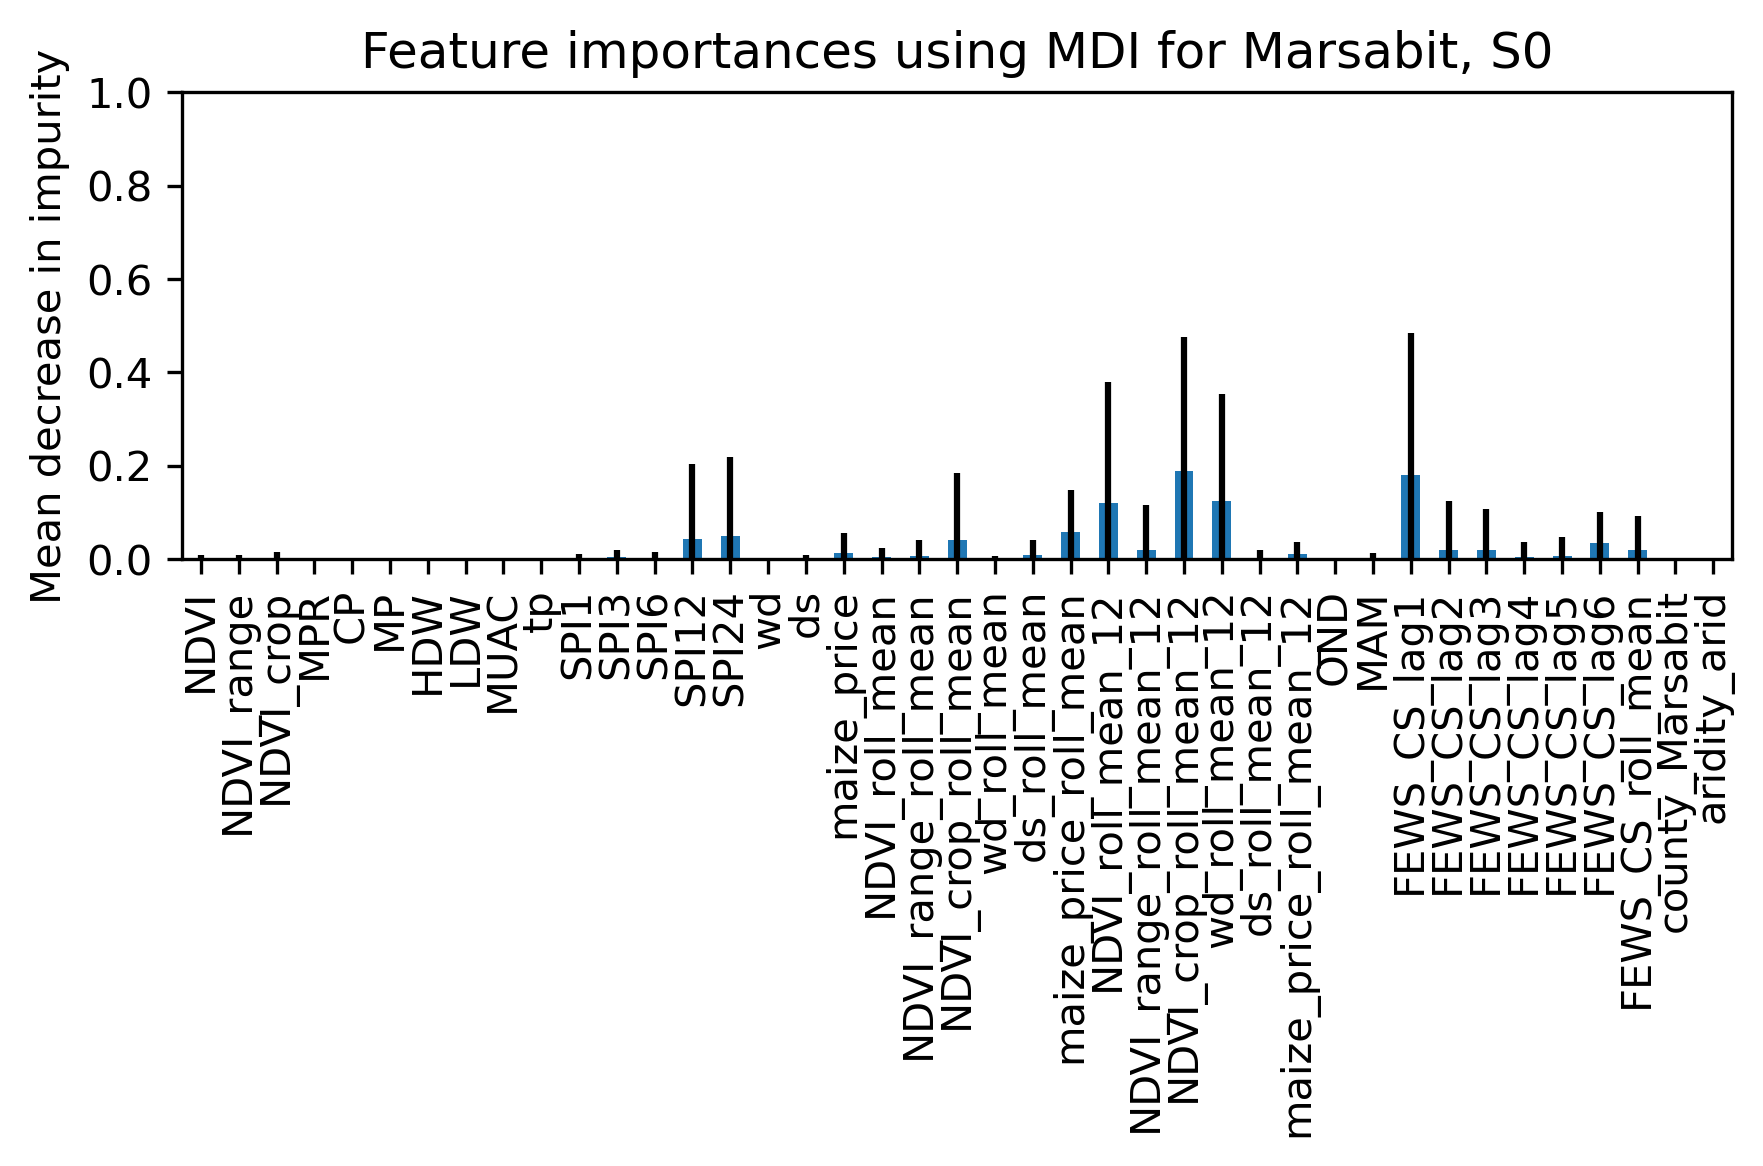 Feature importances using MDI for Marsabit, S0
Mean decrease in impurity
1.0
0.8
0.6
0.4
0.2
0.0
NDVI
NDVI_range
NDVI_crop
MPR
CP
MP
HDW
LDW
MUAC
tp
SPI1
SPI3
SPI6
SPI12
SPI24
wd
ds
maize_price
NDVI_roll_mean
NDVI_range_roll_mean
NDVI_crop_roll_mean
wd_roll_mean
ds_roll_mean
maize_price_roll_mean
NDVI_roll_mean_12
NDVI_range_roll_mean_12
NDVI_crop_roll_mean_12
wd_roll_mean_12
ds_roll_mean_12
maize_price_roll_mean_12
OND
MAM
FEWS_CS_lag1
FEWS_CS_lag2
FEWS_CS_lag3
FEWS_CS_lag4
FEWS_CS_lag5
FEWS_CS_lag6
FEWS_CS_roll_mean
county_Marsabit
aridity_arid